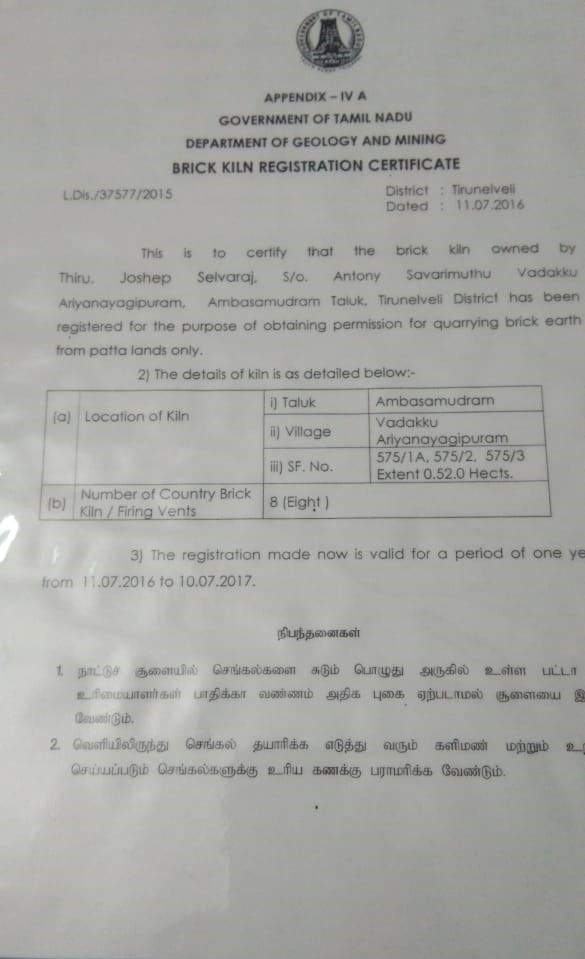 APPENDIX – IV A
GOVERNMENT OF TAMIL NADU
DEPARTMENT OF GEOLOGY AND MINING
BRICK KILN REGISTRATION CERTIFICATE
L.Dis./37577/2015
District : Tirunelveli
Dated : 11.07.2016
This is to certify that the brick kiln owned by
Thiru. Joshep Selvaraj, S/o. Antony Savarimuthu Vadakku
Ariyanayagipuram, Ambasamudram Taluk, Tirunelveli District has been
registered for the purpose of obtaining permission for quarrying brick earth
from patta lands only.
2) The details of kiln is as detailed below:-
(a) Location of Kiln
i) Taluk Ambasamudram
ii) Village Vadakku
Ariyanayagipuram
iii) SF. No. 575/1A, 575/2, 575/3
Extent 0.52.0 Hects.
(b) Number of Country Brick
Kiln / Firing Vents
8 (Eight )
3) The registration made now is valid for a period of one ye
from 11.07.2016 to 10.07.2017.
நிபந்தனைகள்
1. நாட்டுச் சூளையில் செங்கல்களை சுடும் பொழுது அருகில் உள்ள பட்டா
உரிமையாளர்கள் பாதிக்கா வண்ணம் அதிக புகை ஏற்படாமல் சூளையை
வேண்டும்.
2. வெளியிலிருந்து செங்கல் தயாரிக்க எடுத்து வரும் களிமண் மற்றும்
செய்யப்படும் செங்கல்களுக்கு உரிய கணக்கு பராமரிக்க வேண்டும்.